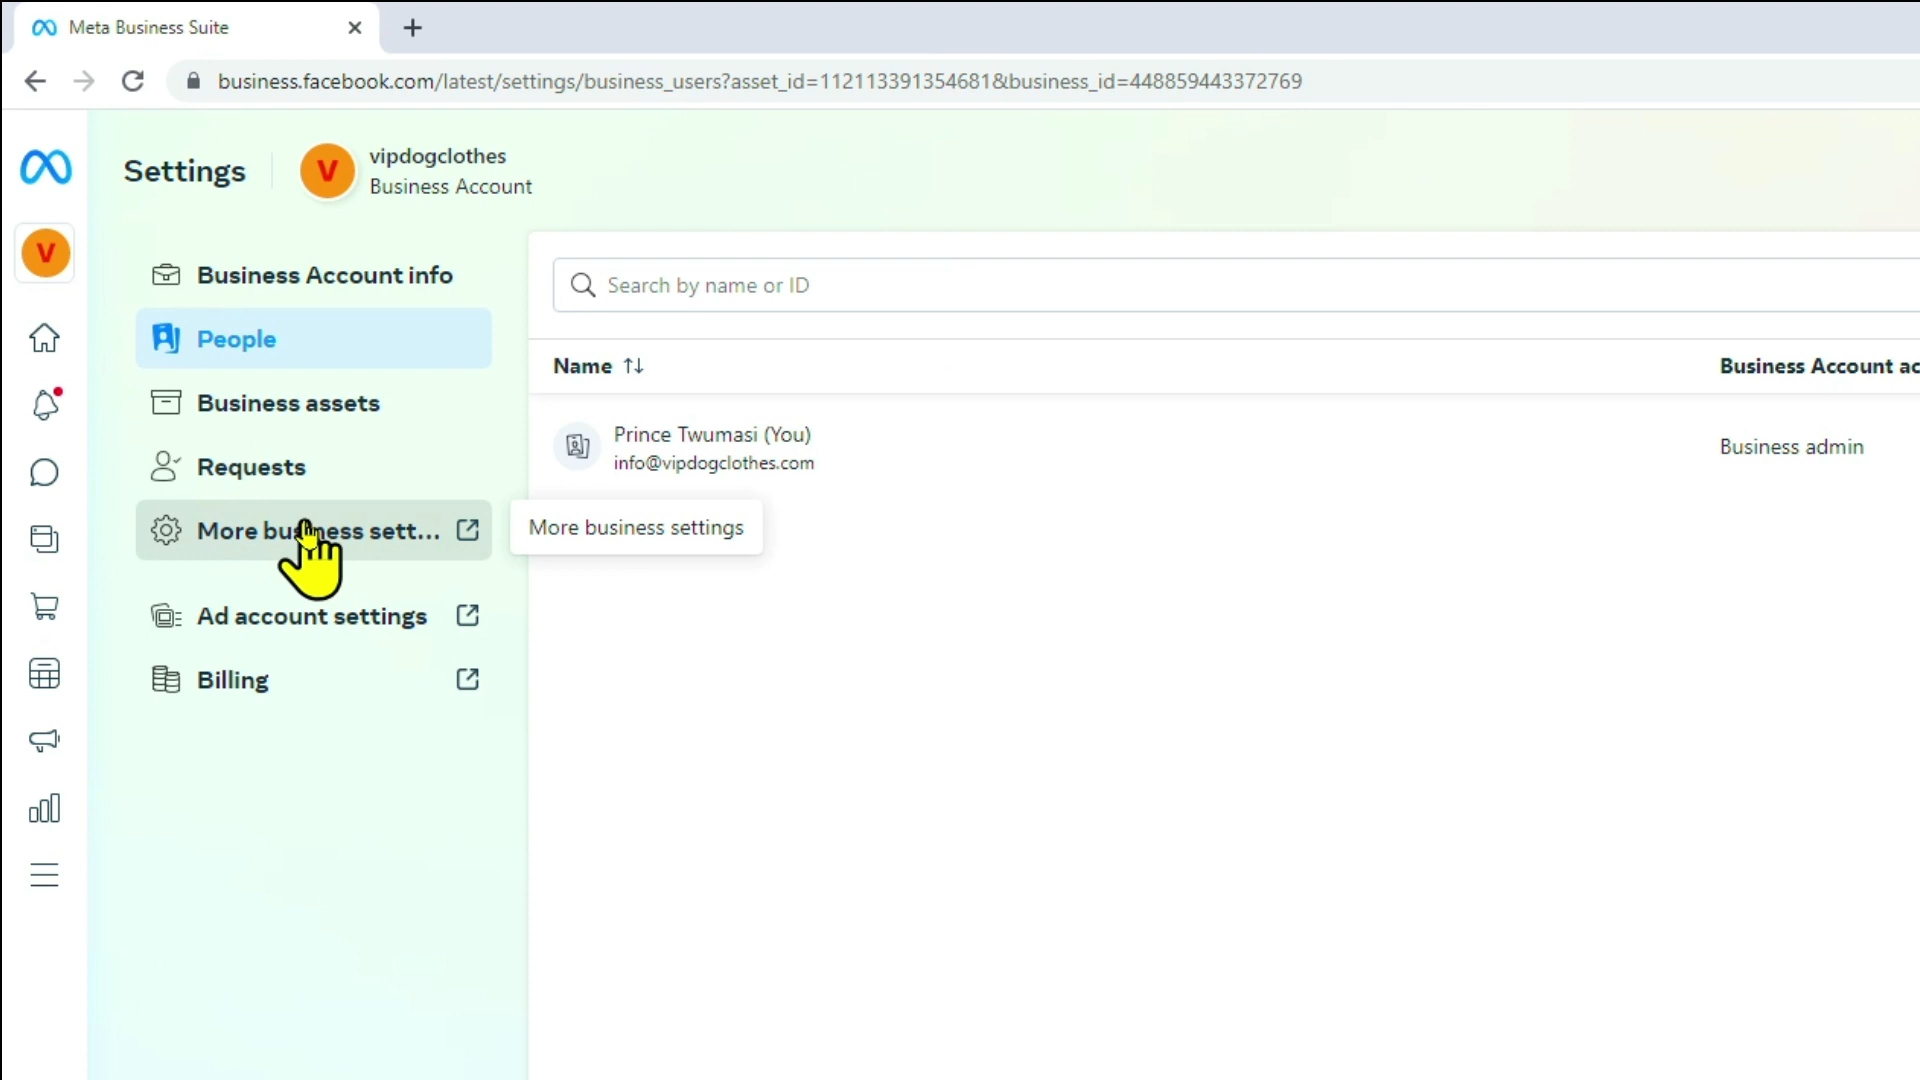 Meta Business Suite
business.facebook.com/latest/settings/business_users?asset_id=112113391354681&business_id=448859443372769
Settings
V
vipdogclothes
Business Account
V
Business Account info
People
Business assets
Requests
More business sett...
Ad account settings
Billing
Search by name or ID
Name
Business Account ac
Prince Twumasi (You)
info@vipdogclothes.com
Business admin
More business settings